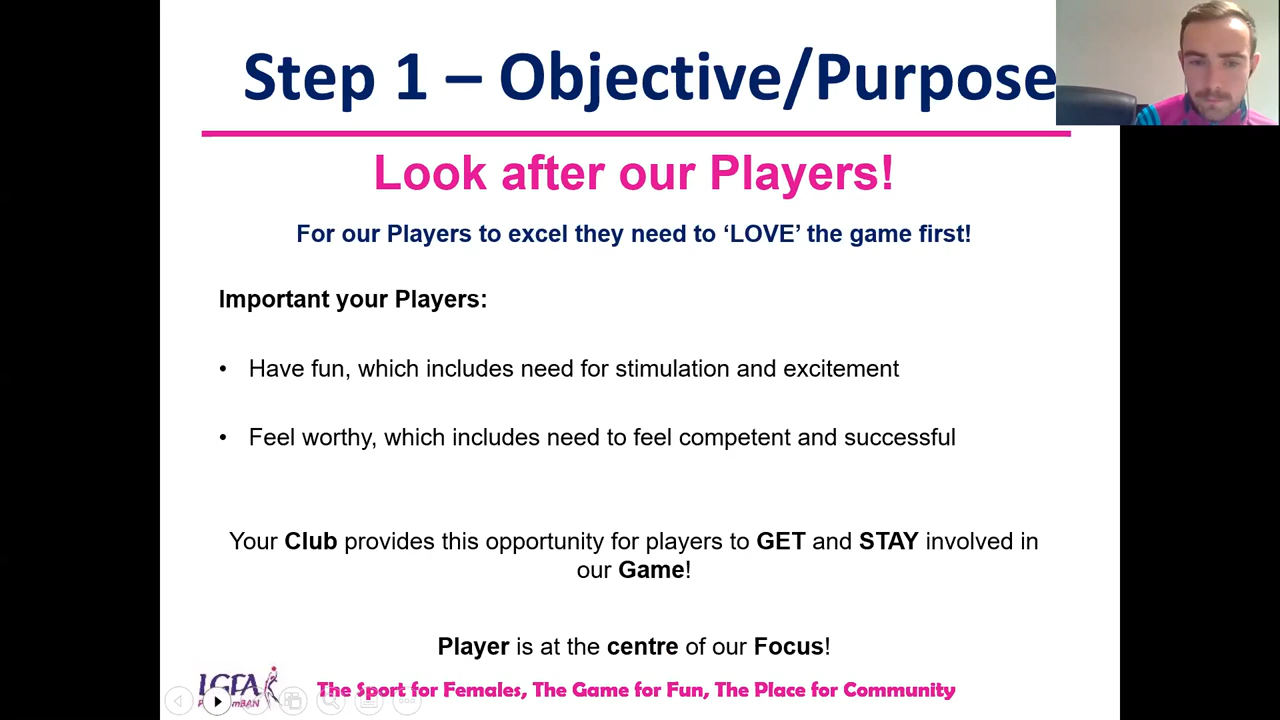 Step 1 – Objective/Purpose
Look after our Players!
For our Players to excel they need to ‘LOVE’ the game first!
Important your Players:
• Have fun, which includes need for stimulation and excitement
• Feel worthy, which includes need to feel competent and successful
Your Club provides this opportunity for players to GET and STAY involved in
our Game!
Player is at the centre of our Focus!
LGFA
The Sport for Females, The Game for Fun, The Place for Community